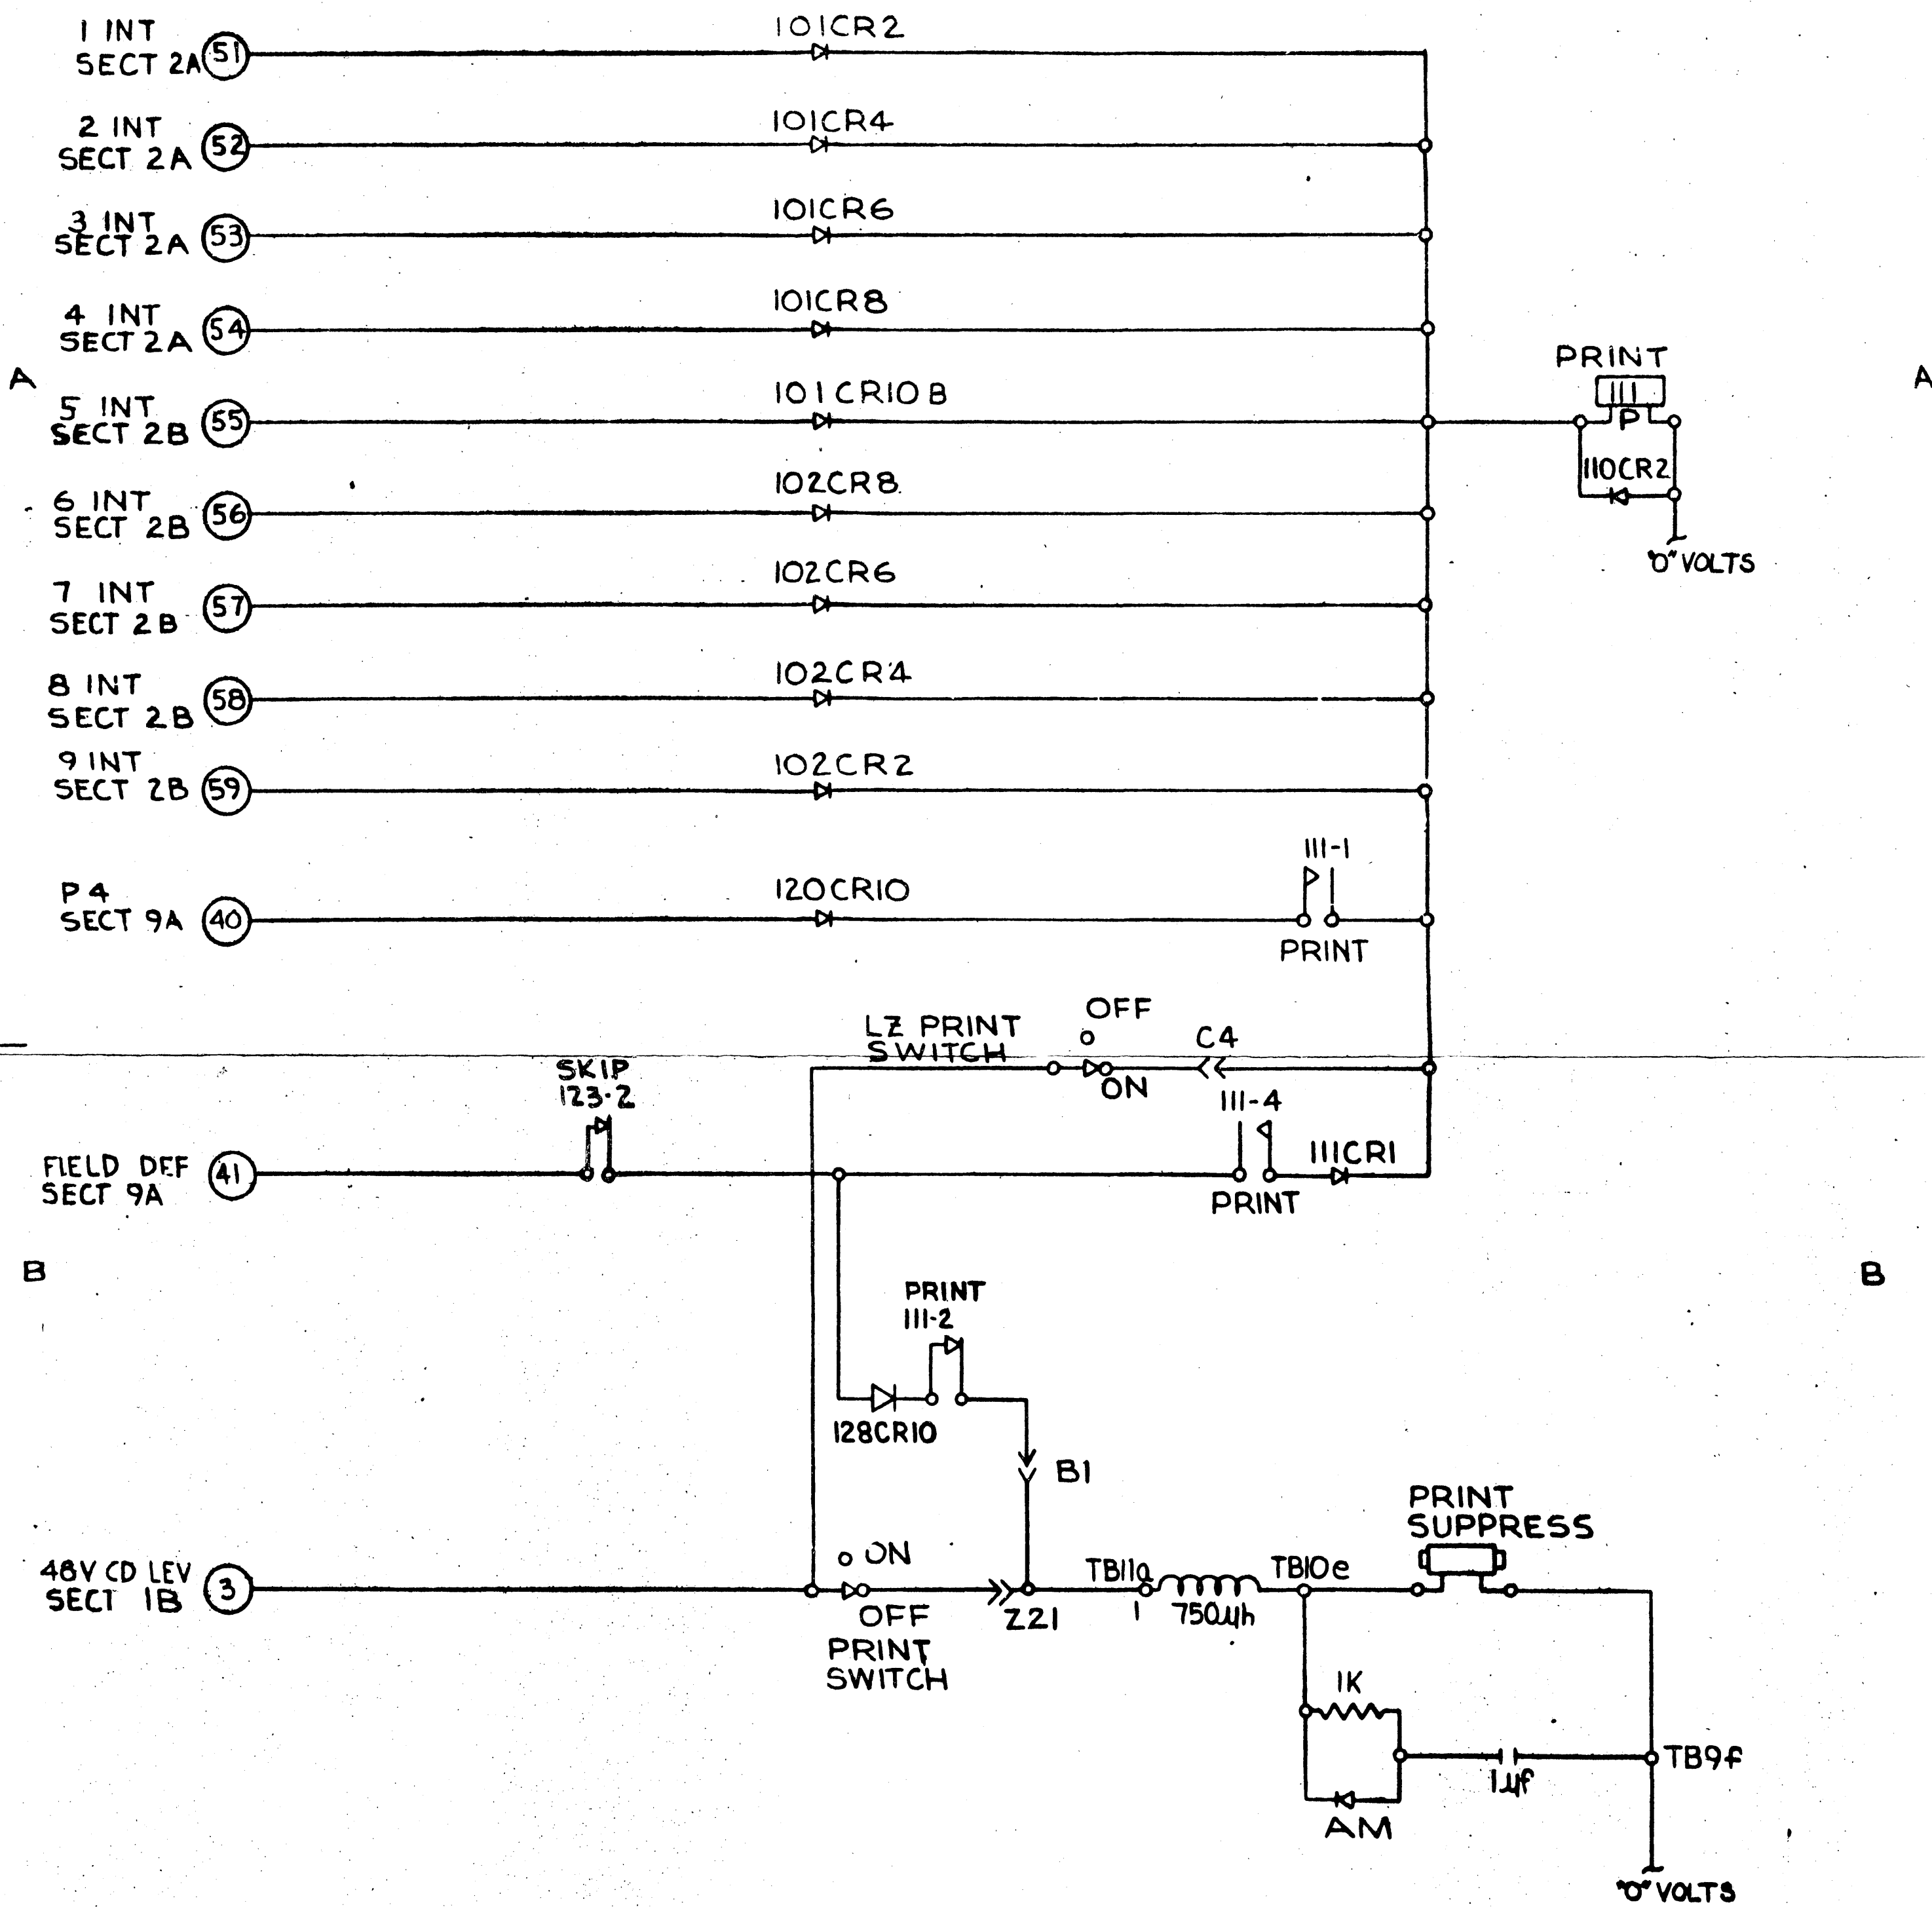 1 INT
SECT 2A
51
101CR2
2 INT
SECT 2A
52
101CR4
3 INT
SECT 2A
53
101CR6
4 INT
SECT 2A
54
101CR8
A
A
PRINT
111
P
110CR2
"O" VOLTS
5 INT
SECT 2B
55
101CR10B
6 INT
SECT 2B
56
102CR8
7 INT
SECT 2B
57
102CR6
8 INT
SECT 2B
58
102CR4
9 INT
SECT 2B
59
102CR2
P4
SECT 9A
40
120CR10
111-1
PRINT
LZ PRINT
SWITCH
OFF
ON
C4
SKIP
123-2
FIELD DEF
SECT 9A
41
111-4
PRINT
111CR1
B
B
PRINT
111-2
128CR10
B1
48V CD LEV
SECT 1B
3
ON
OFF
PRINT
SWITCH
Z21
TB11a
1
750μh
TB10e
PRINT
SUPPRESS
1K
AM
1μf
TB9f
"O" VOLTS